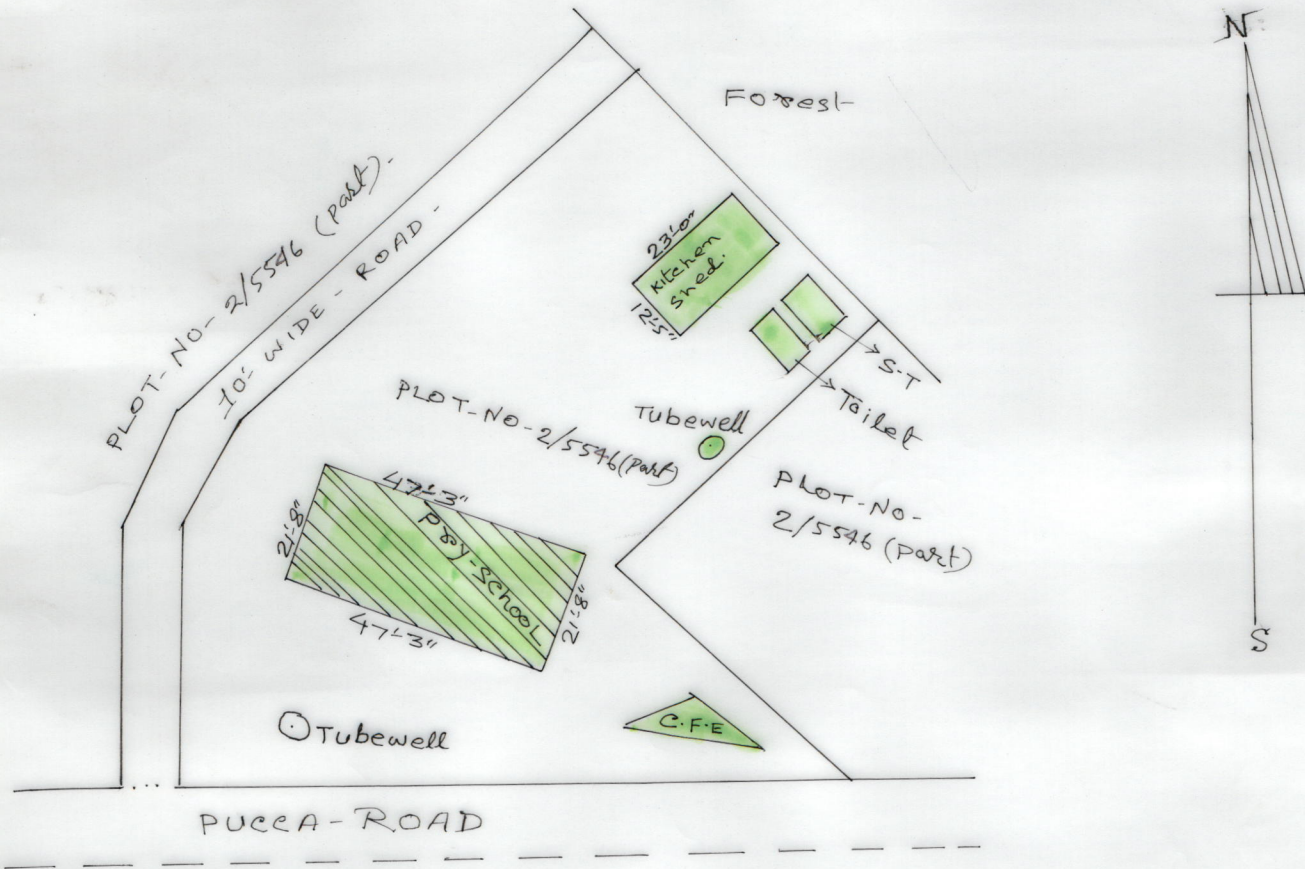 N
Forest
PLOT-NO-2/5546 (Part).
10'-WIDE-ROAD-
23'-0"
Kitchen
Shed.
12'-5"
S.T
Toilet
PLOT-NO-2/5546(Part)
Tubewell
PLOT-NO-
2/5546 (Part)
47'-3"
21'-8"
PRY-SCHOOL
21'-8"
47'-3"
S
C.F.E
Tubewell
PUCCA-ROAD